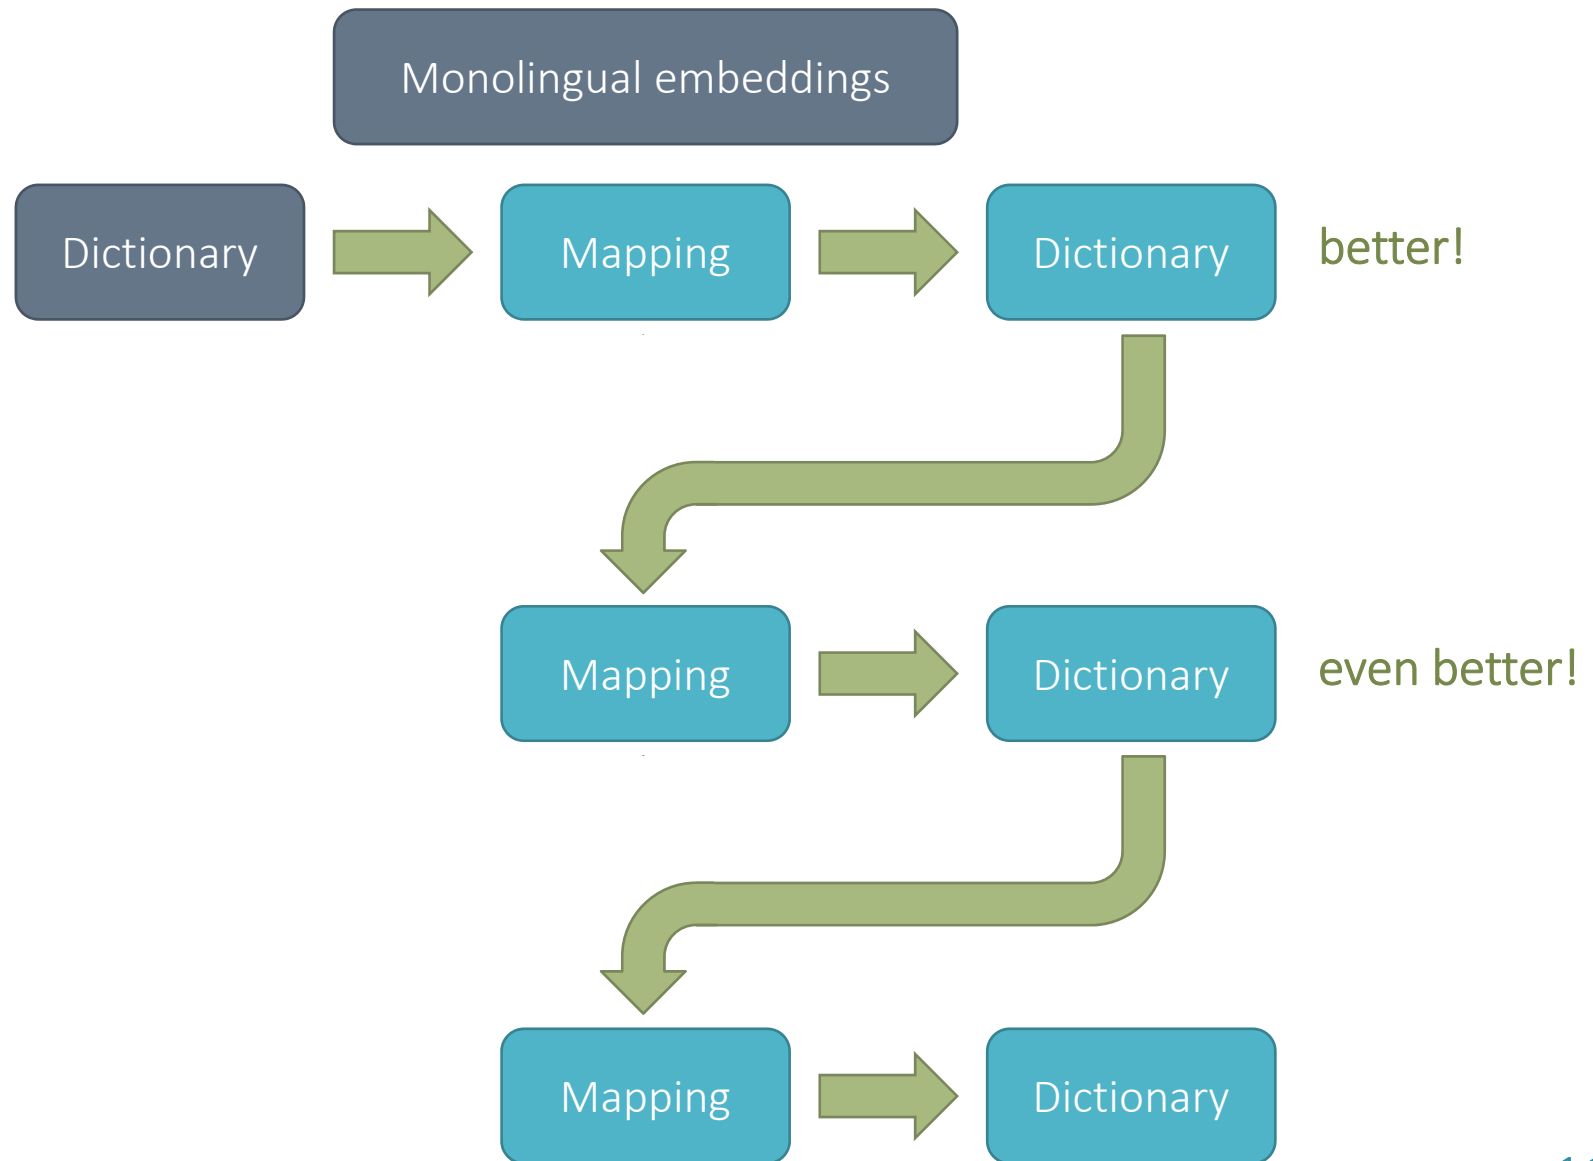 Monolingual embeddings
Dictionary
Mapping
Dictionary
better!
Mapping
Dictionary
even better!
Mapping
Dictionary